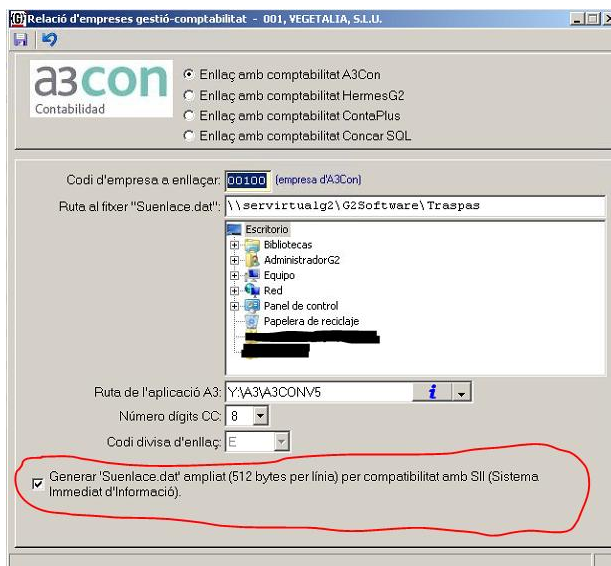 Relació d'empreses gestió-comptabilitat - 001, VEGETALIA, S.L.U.
a3con
Contabilidad
Enllaç amb comptabilitat A3Con
Enllaç amb comptabilitat HermesG2
Enllaç amb comptabilitat ContaPlus
Enllaç amb comptabilitat Concar SQL
Codi d'empresa a enllaçar: 00100 (empresa d'A3Con)
Ruta al fitxer "Suenlace.dat": \\servirtualg2\G2Software\Traspas
Escritorio
Bibliotecas
AdministradorG2
Equipo
Red
Panel de control
Papelera de reciclaje
Ruta de l'aplicació A3: Y:\A3\A3CONV5 i
Número dígits CC: 8
Codi divisa d'enllaç: E
Generar 'Suenlace.dat' ampliat (512 bytes per línia) per compatibilitat amb SII (Sistema
Immediat d'Informació).